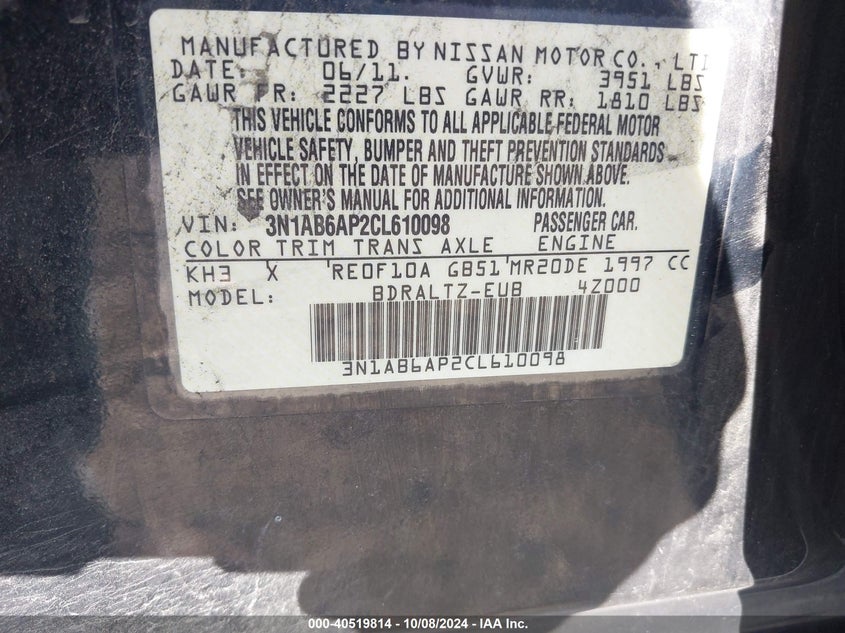 MANUFACTURED BY NISSAN MOTOR CO., LT
DATE: 06/11. GVWR: 3951 LBS
GAWR FR: 2227 LBS GAWR RR: 1810 LBS
THIS VEHICLE CONFORMS TO ALL APPLICABLE FEDERAL MOTOR
VEHICLE SAFETY, BUMPER AND THEFT PREVENTION STANDARDS
IN EFFECT ON THE DATE OF MANUFACTURE SHOWN ABOVE.
SEE OWNER'S MANUAL FOR ADDITIONAL INFORMATION.
VIN: 3N1AB6AP2CL610098 PASSENGER CAR.
COLOR TRIM TRANS AXLE ENGINE
KH3 X RE0F10A GB51 MR20DE 1997 CC
MODEL: BDRALTZ-EUB 4Z000
3N1AB6AP2CL610098
000-40519814 - 10/08/2024 - IAA Holdings, LLC.